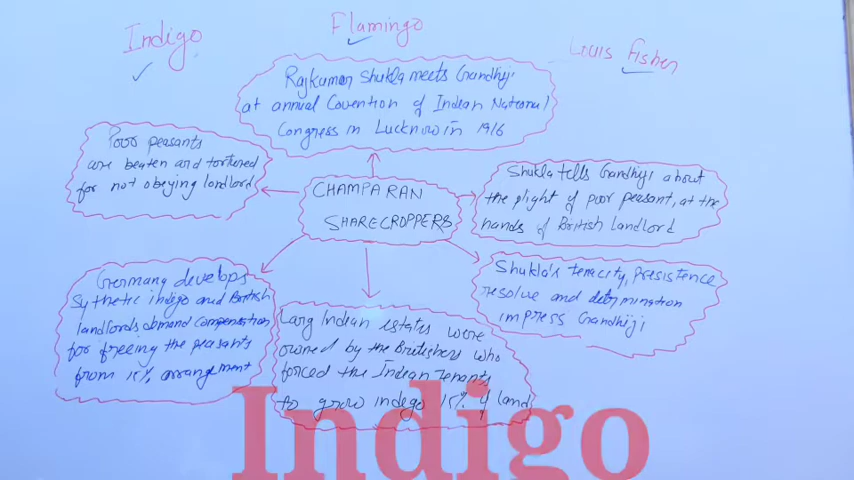 Indigo
Flamingo
Louis Fisher
Rajkuman Shukla meets Gandhiji
at annual Covention of Indian National
Congress in Lucknow in 1916
Poor peasants
are beaten and tortured
for not obeying landlord
CHAMPARAN
SHARECROPPERS
Shukla tells Gandhiji about
the plight of poor peasant, at the
hands of British landlord
Germany develops
Sythetic indigo and British
landlords demand compensation
for freeing the peasants
from 15% arrangement
Larg Indian estates were
owned by the Britishers who
forced the Indian tenants
to grow indego 15% of land
Shukla's tenacity, presistence
resolve and detrmination
impress Gandhiji
Indigo